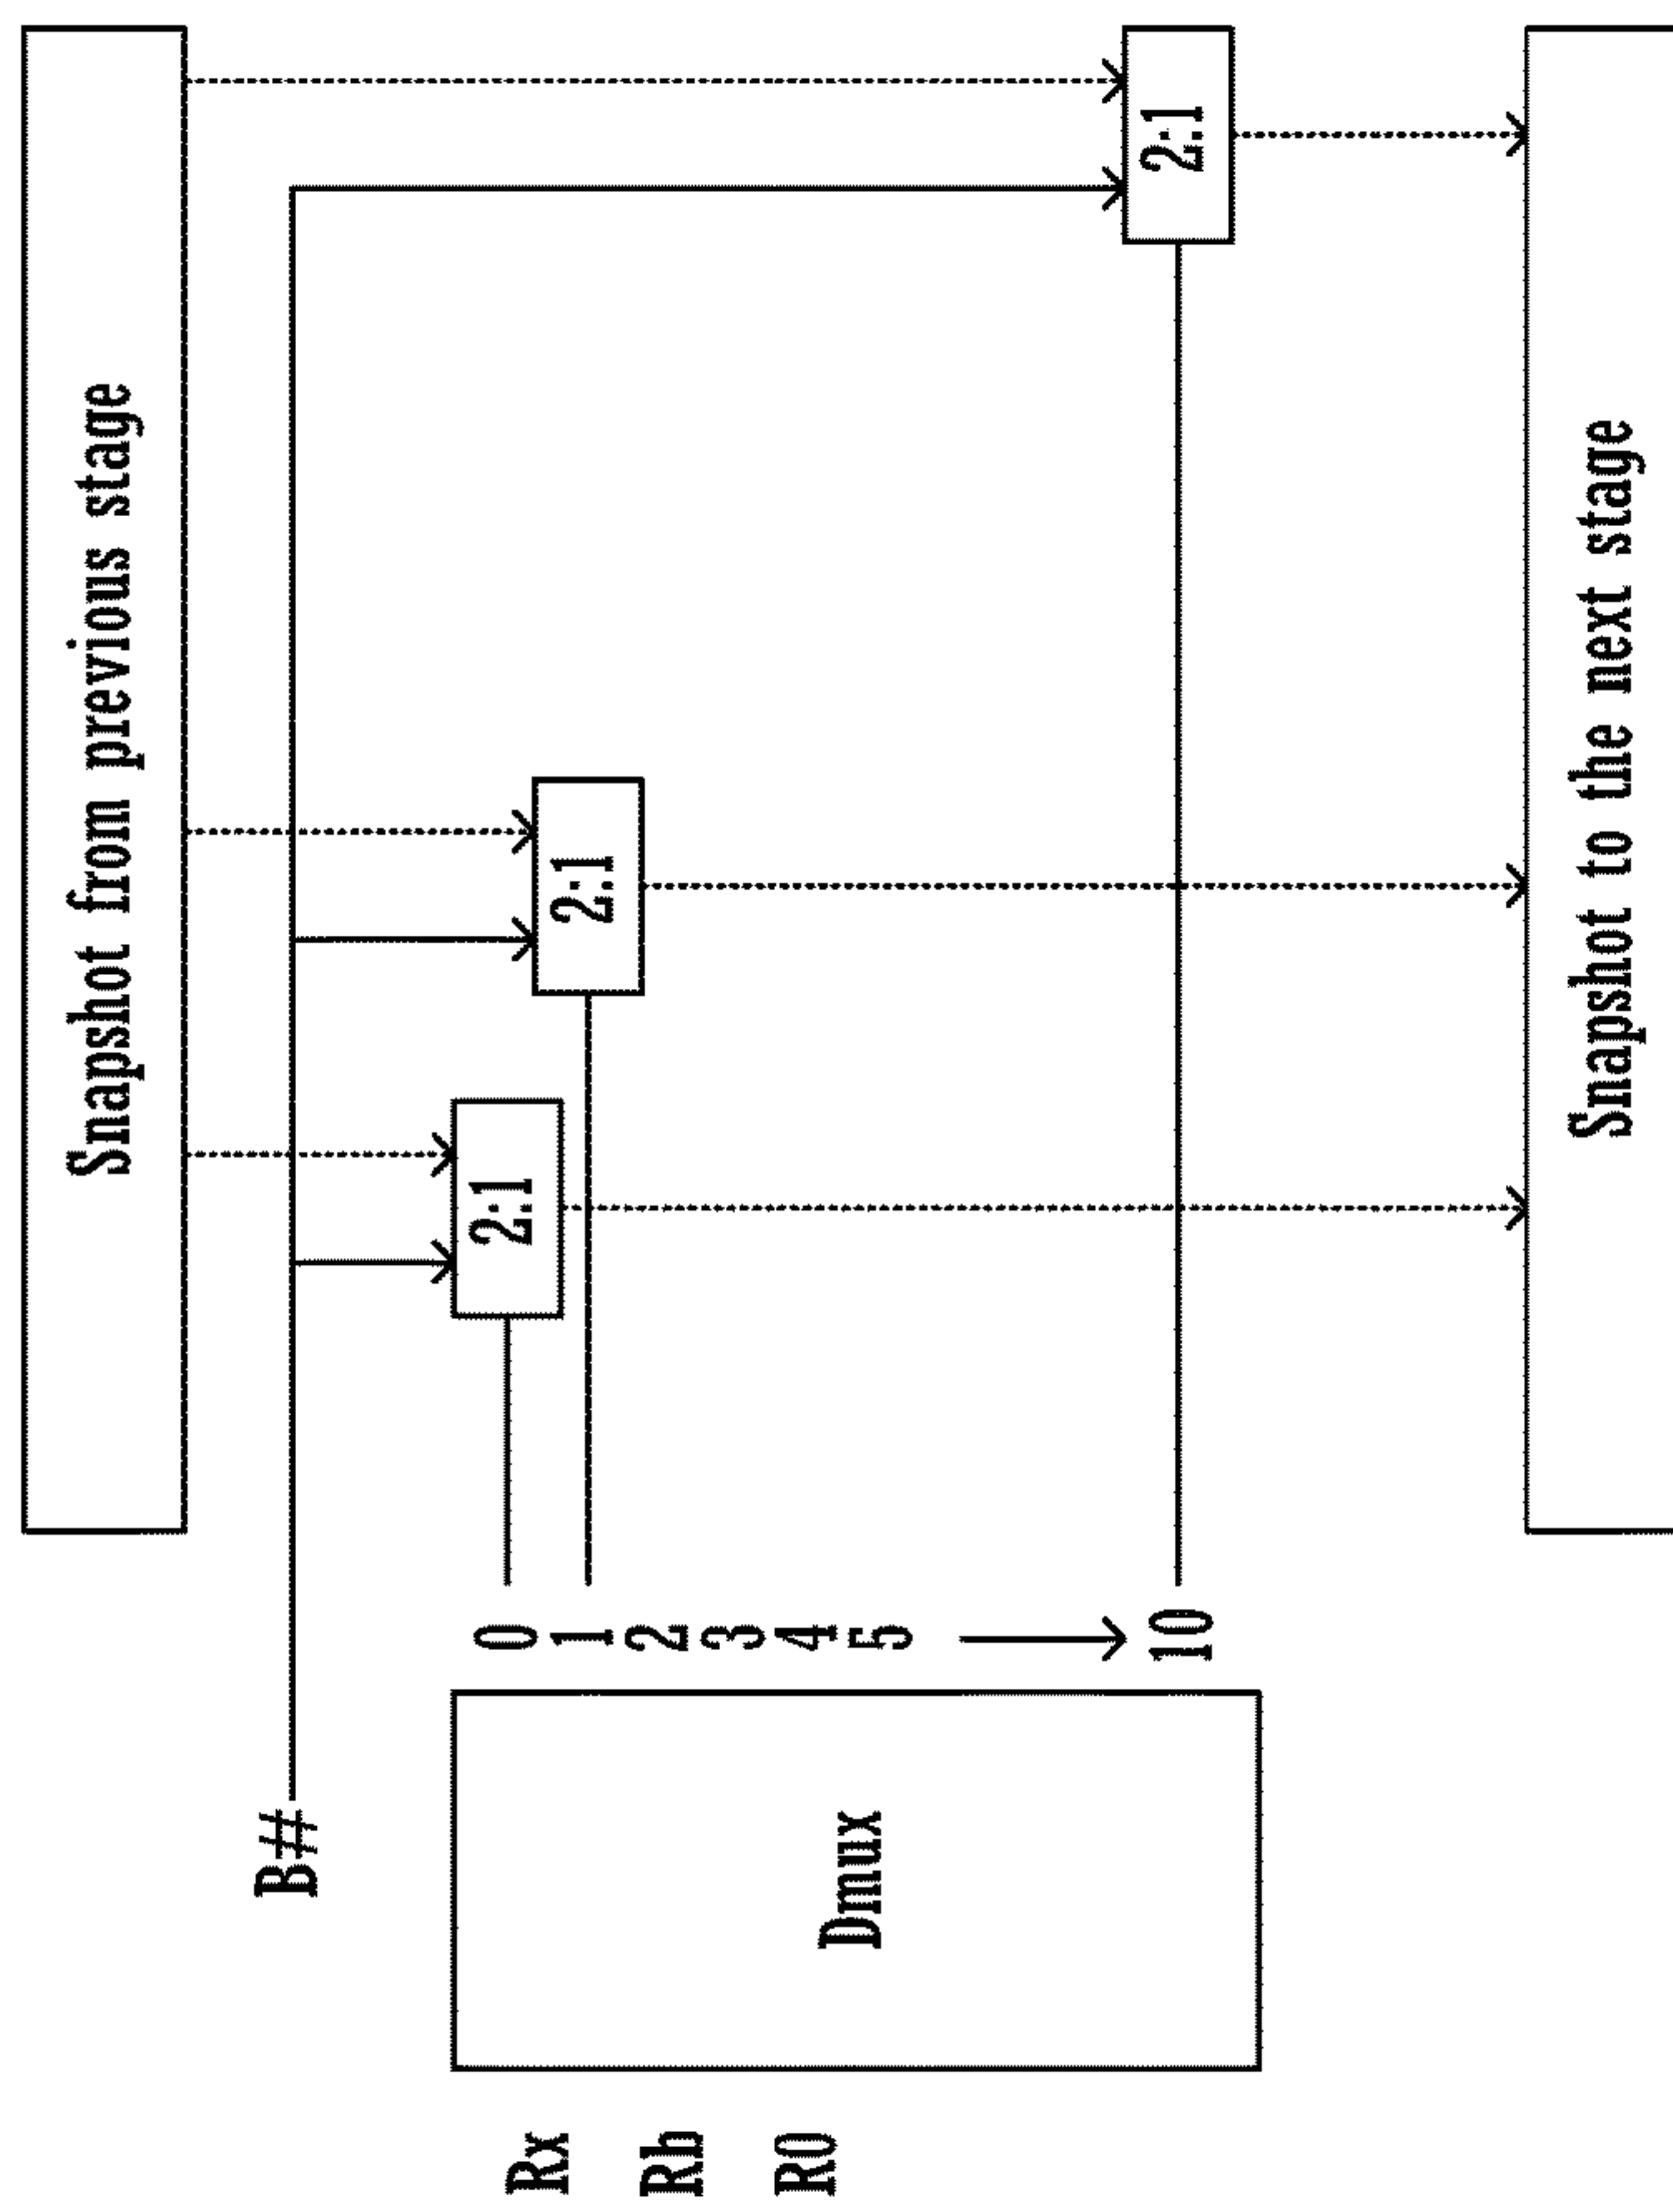 Snapshot from previous stage
B#
2:1
0
Rx
2:1
1
2
Rb
3
R0
4
Dmux
5
2:1
10
Snapshot to the next stage